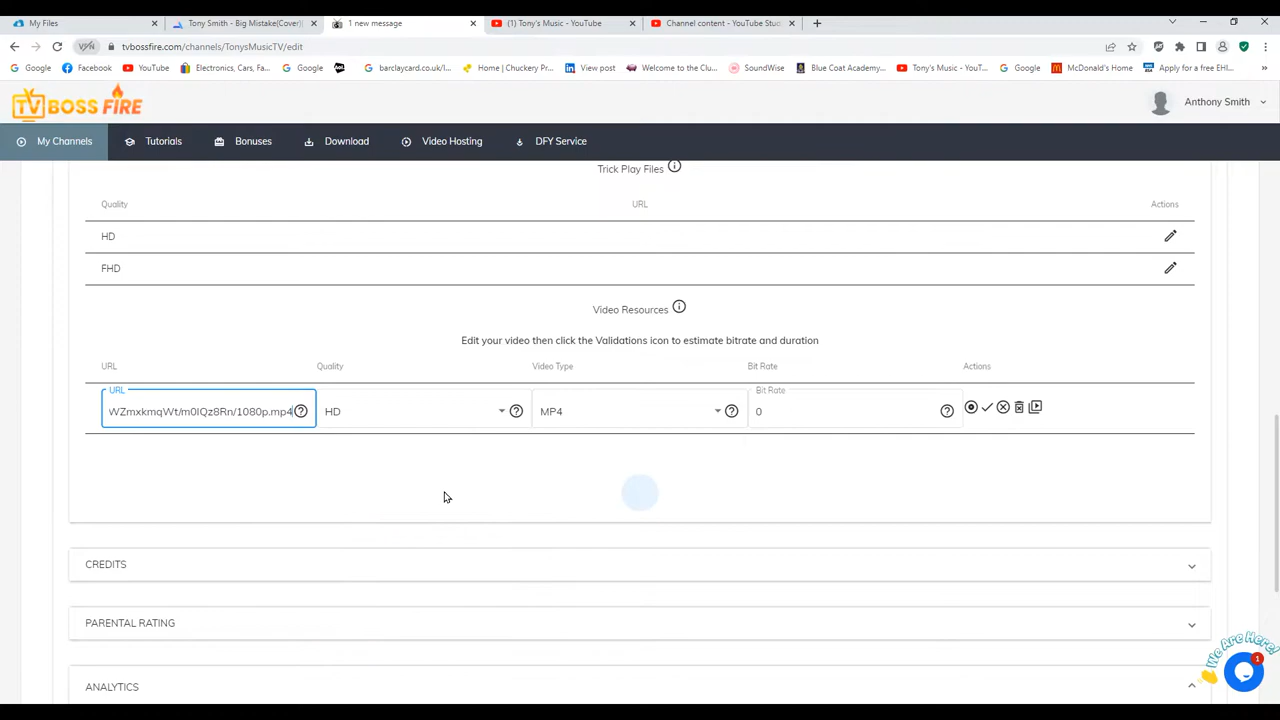 My Files
Tony Smith - Big Mistake(Cover)
1 new message
(1) Tony's Music - YouTube
Channel content - YouTube Stud
VPN
tvbossfire.com/channels/TonysMusicTV/edit
Google
Facebook
YouTube
Electronics, Cars, Fa...
Google
AOL
barclaycard.co.uk/l...
Home | Chuckery Pr...
View post
Welcome to the Clu...
SoundWise
Blue Coat Academy...
Tony's Music - YouT...
Google
McDonald's Home
Apply for a free EHI...
TV BOSS FIRE
Anthony Smith
My Channels
Tutorials
Bonuses
Download
Video Hosting
DFY Service
Trick Play Files
Quality URL Actions
HD
FHD
Video Resources
Edit your video then click the Validations icon to estimate bitrate and duration
URL Quality Video Type Bit Rate Actions
URL
Bit Rate
WZmxkmqWt/m0IQz8Rn/1080p.mp4
HD
MP4
0
CREDITS
PARENTAL RATING
ANALYTICS
We Are Here!
1